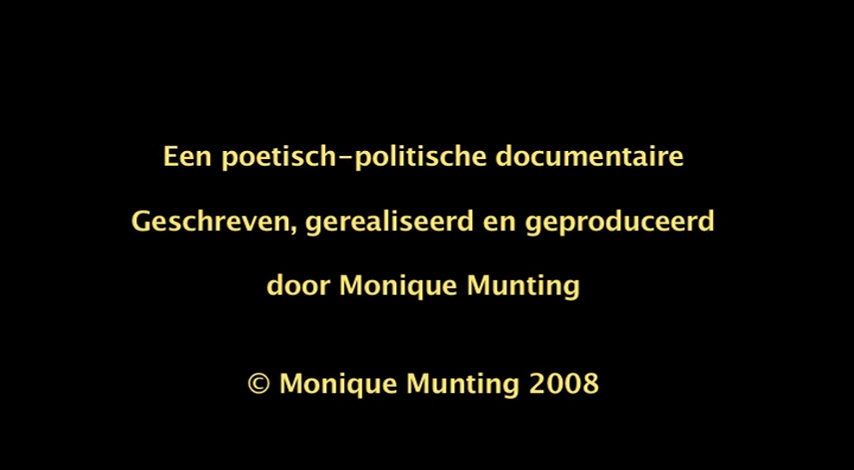 Een poetisch-politische documentaire
Geschreven, gerealiseerd en geproduceerd
door Monique Munting
© Monique Munting 2008